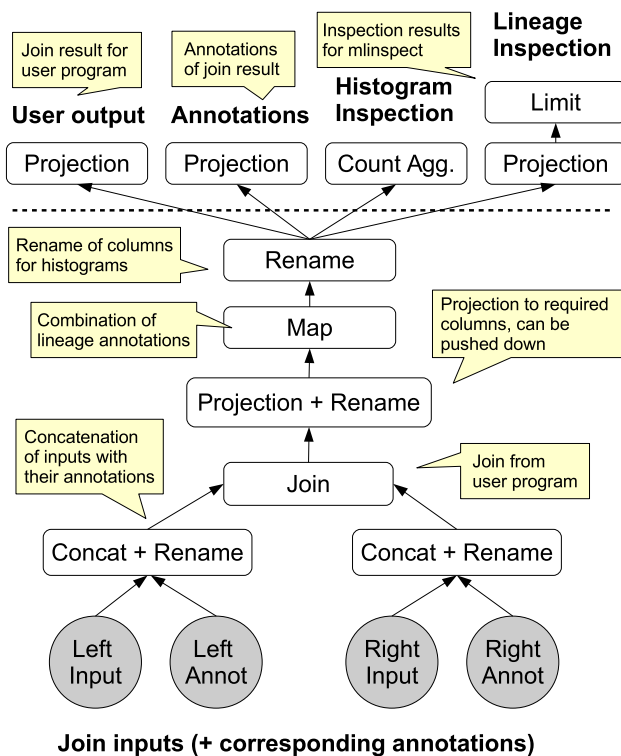 Join result for
user program
Annotations
of join result
Inspection results
for mlinspect
Lineage
Inspection
User output
Annotations
Histogram
Inspection
Limit
Projection
Projection
Count Agg.
Projection
Rename of columns
for histograms
Rename
Combination of
lineage annotations
Map
Projection to required
columns, can be
pushed down
Projection + Rename
Concatenation
of inputs with
their annotations
Join
Join from
user program
Concat + Rename
Concat + Rename
Left
Input
Left
Annot
Right
Input
Right
Annot
Join inputs (+ corresponding annotations)